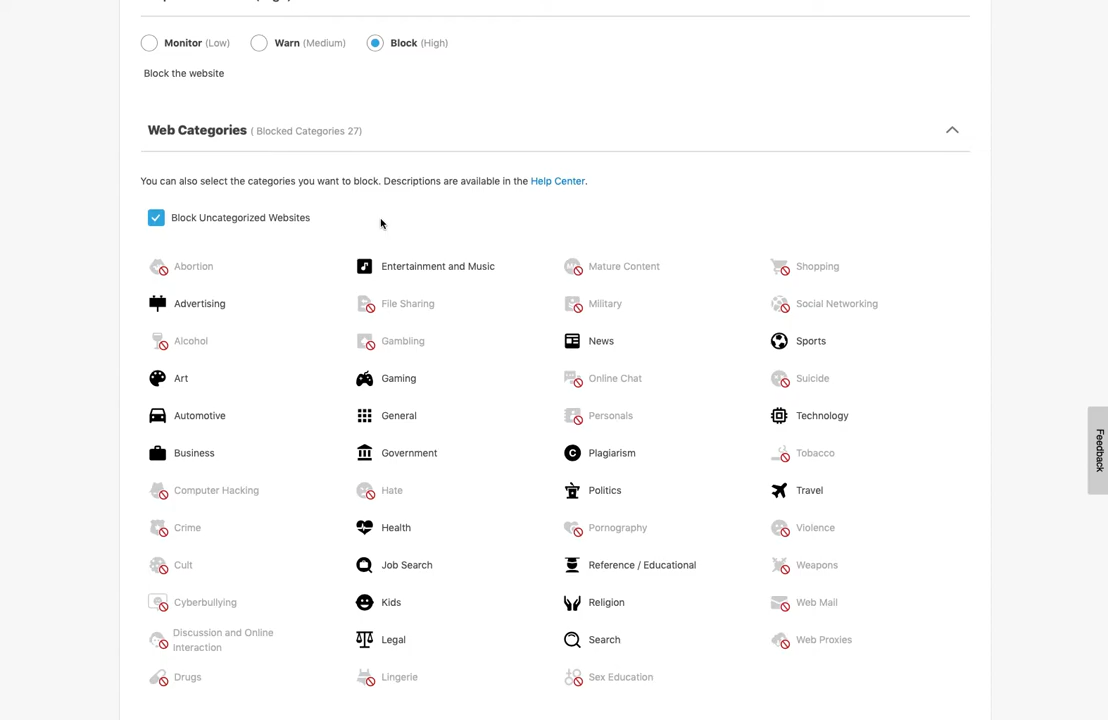 Monitor (Low) Warn (Medium) Block (High)
Block the website
Web Categories ( Blocked Categories 27)
You can also select the categories you want to block. Descriptions are available in the Help Center.
Block Uncategorized Websites
Abortion Entertainment and Music Mature Content Shopping
Advertising File Sharing Military Social Networking
Alcohol Gambling News Sports
Art Gaming Online Chat Suicide
Automotive General Personals Technology
Business Government Plagiarism Tobacco
Computer Hacking Hate Politics Travel
Crime Health Pornography Violence
Cult Job Search Reference / Educational Weapons
Cyberbullying Kids Religion Web Mail
Discussion and Online
Interaction Legal Search Web Proxies
Drugs Lingerie Sex Education
Feedback